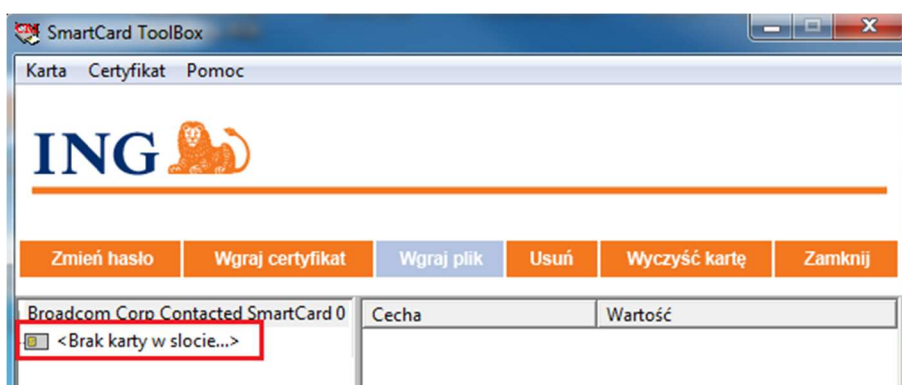 SmartCard ToolBox
Karta Certyfikat Pomoc
ING
Zmień hasło Wgraj certyfikat Wgraj plik Usuń Wyczyść kartę Zamknij
Broadcom Corp Contacted SmartCard 0 Cecha Wartość
<Brak karty w slocie...>